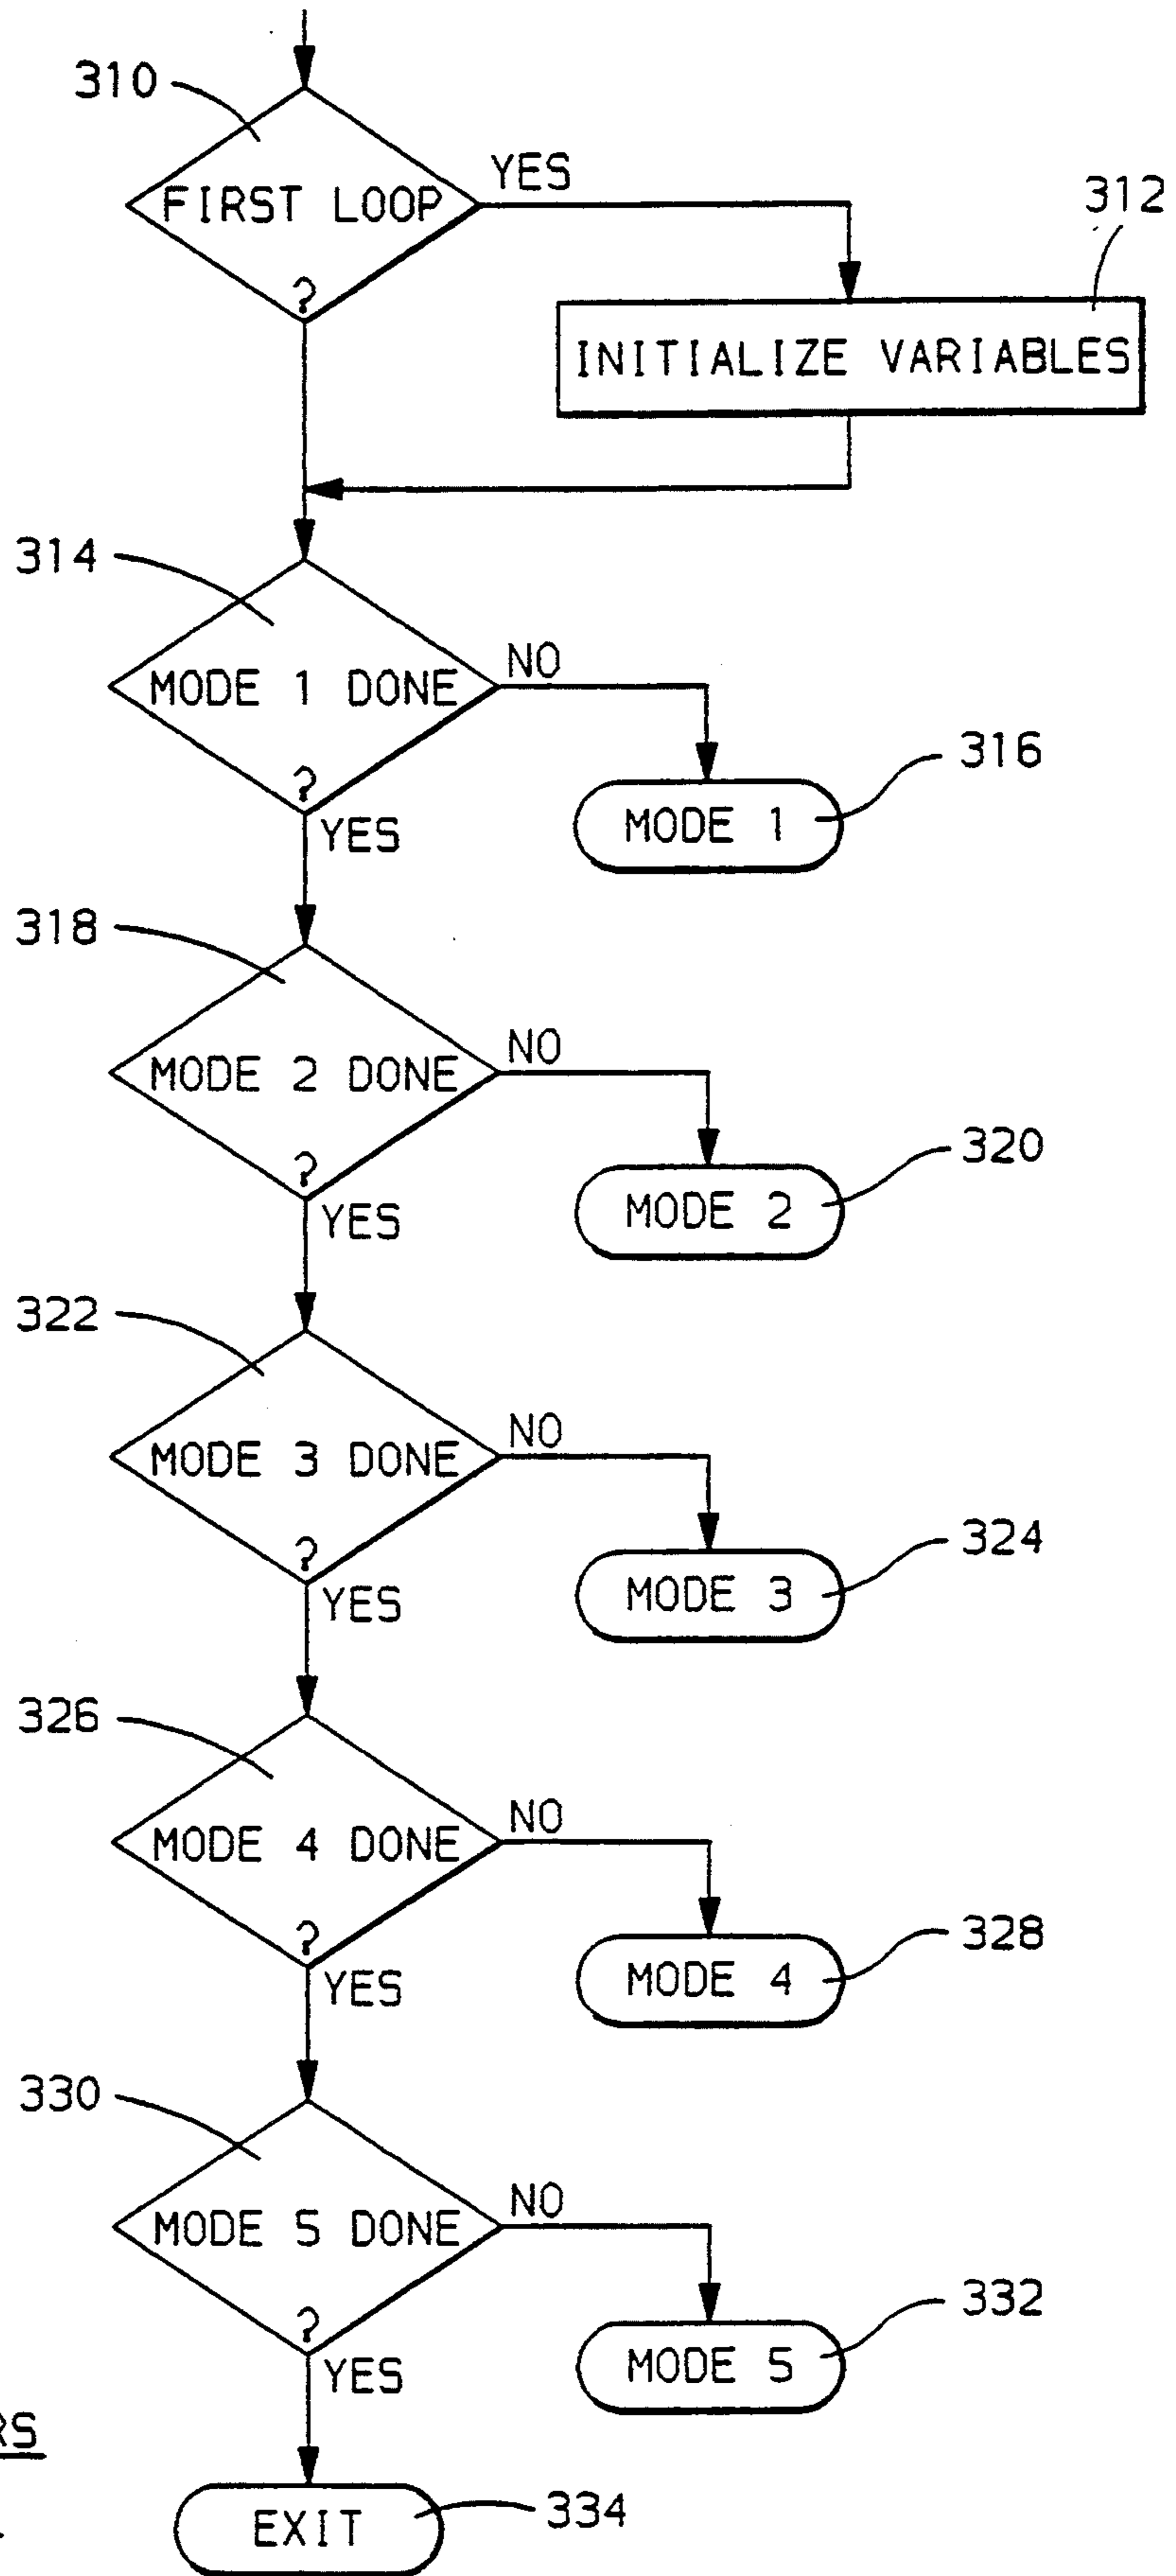 310
FIRST LOOP
?
YES
312
INITIALIZE VARIABLES
314
MODE 1 DONE
?
NO
YES
316
MODE 1
318
MODE 2 DONE
?
NO
YES
320
MODE 2
322
MODE 3 DONE
?
NO
YES
324
MODE 3
326
MODE 4 DONE
?
NO
YES
328
MODE 4
330
MODE 5 DONE
?
NO
YES
332
MODE 5
EXIT
334